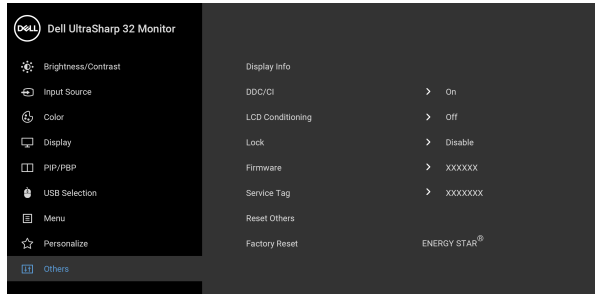 DELL Dell UltraSharp 32 Monitor
Brightness/Contrast
Display Info
Input Source
DDC/CI > On
Color
LCD Conditioning > Off
Display
Lock > Disable
PIP/PBP
Firmware > XXXXXX
USB Selection
Service Tag > XXXXXXX
Menu
Reset Others
Personalize
Factory Reset ENERGY STAR®
Others